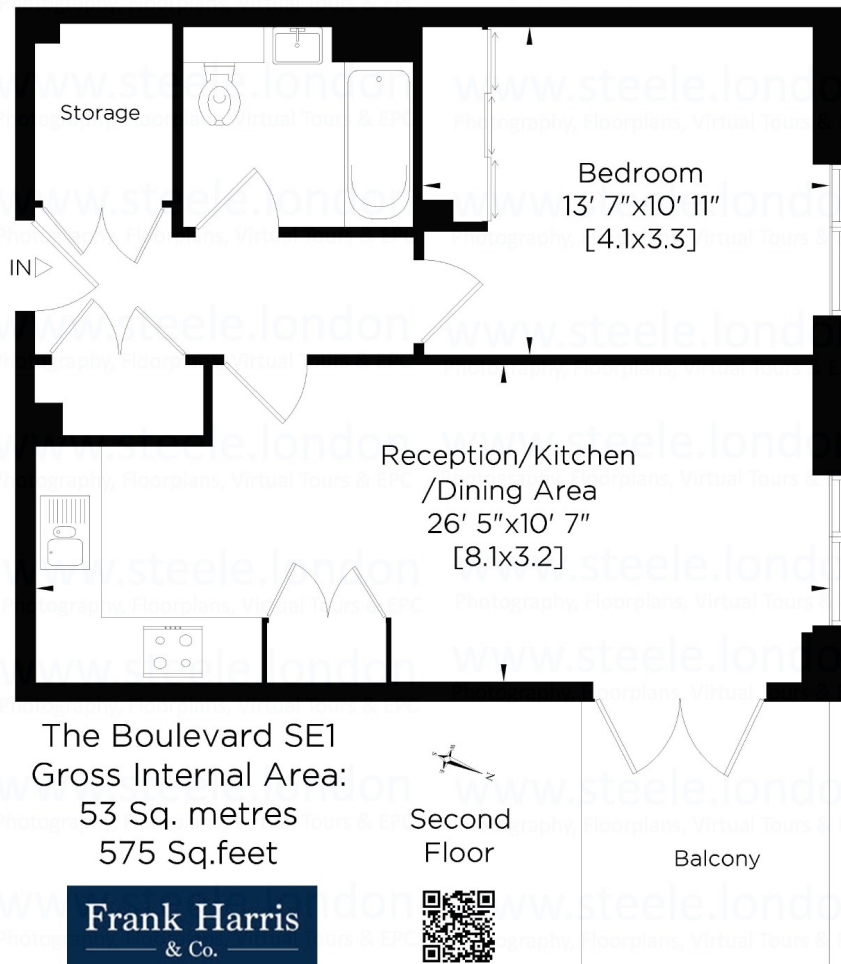 Storage
Bedroom
13' 7"x10' 11"
[4.1x3.3]
IN
Reception/Kitchen
/Dining Area
26' 5"x10' 7"
[8.1x3.2]
The Boulevard SE1
Gross Internal Area:
53 Sq. metres
575 Sq.feet
N
Second
Floor
Balcony
Frank Harris
& Co.
www.steele.london
Photography, Floorplans, Virtual Tours & EPC